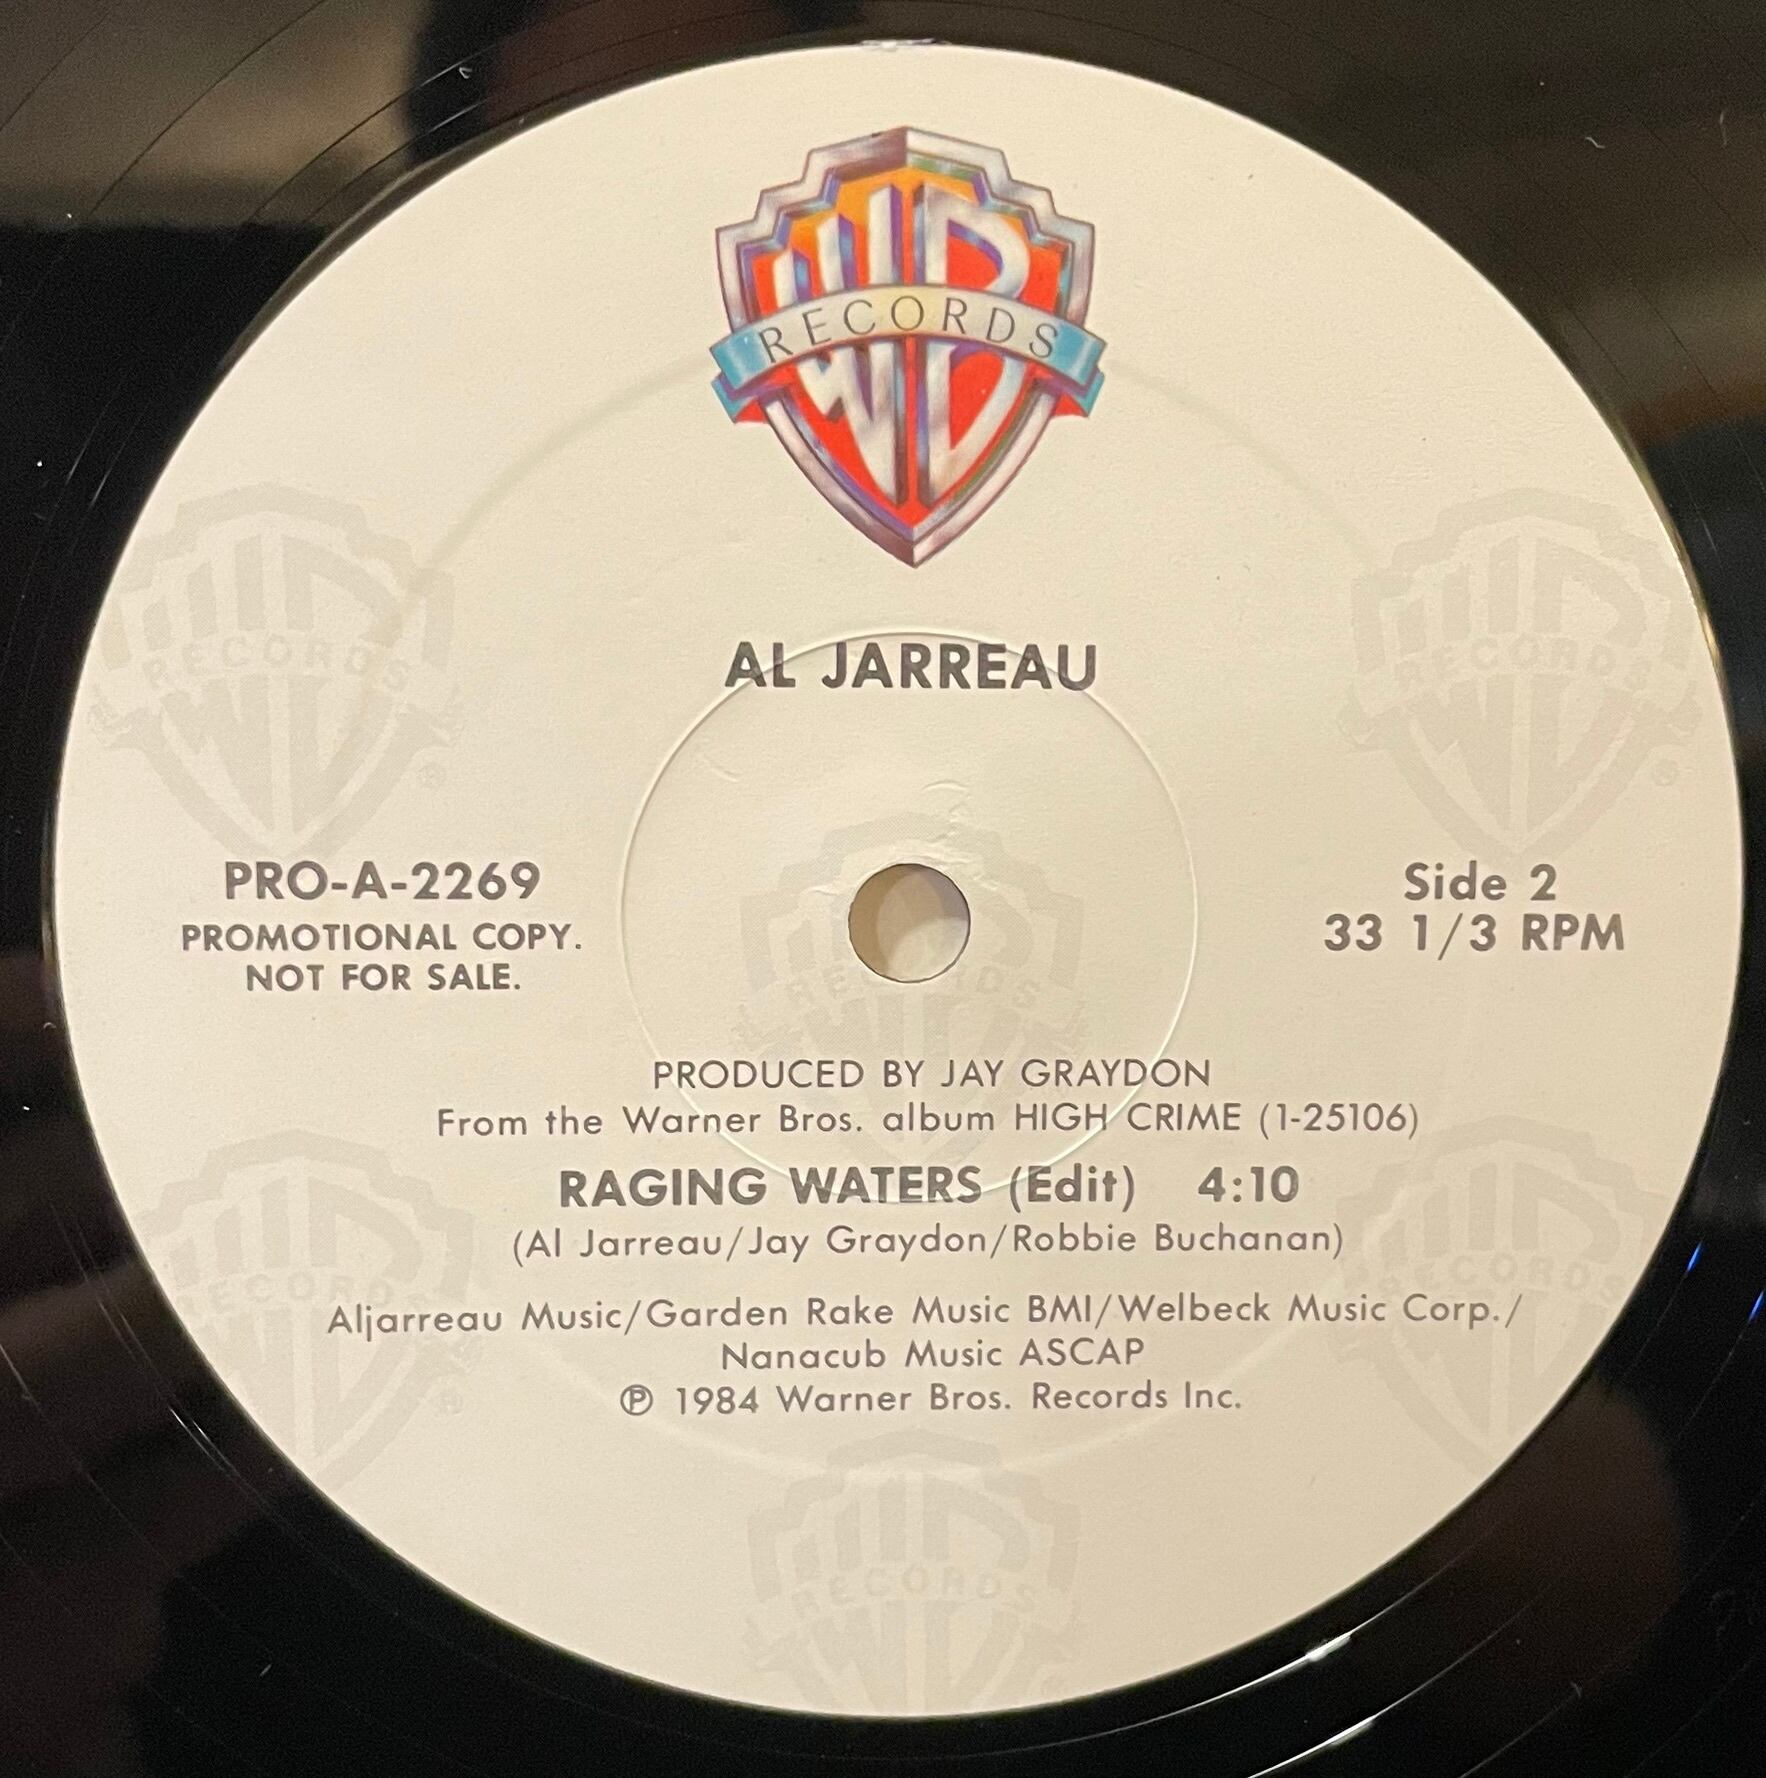 WB
RECORDS
AL JARREAU
PRO-A-2269
PROMOTIONAL COPY.
NOT FOR SALE.
Side 2
33 1/3 RPM
PRODUCED BY JAY GRAYDON
From the Warner Bros. album HIGH CRIME (1-25106)
RAGING WATERS (Edit) 4:10
(Al Jarreau/Jay Graydon/Robbie Buchanan)
Aljarreau Music/Garden Rake Music BMI/Welbeck Music Corp./
Nanacub Music ASCAP
℗ 1984 Warner Bros. Records Inc.